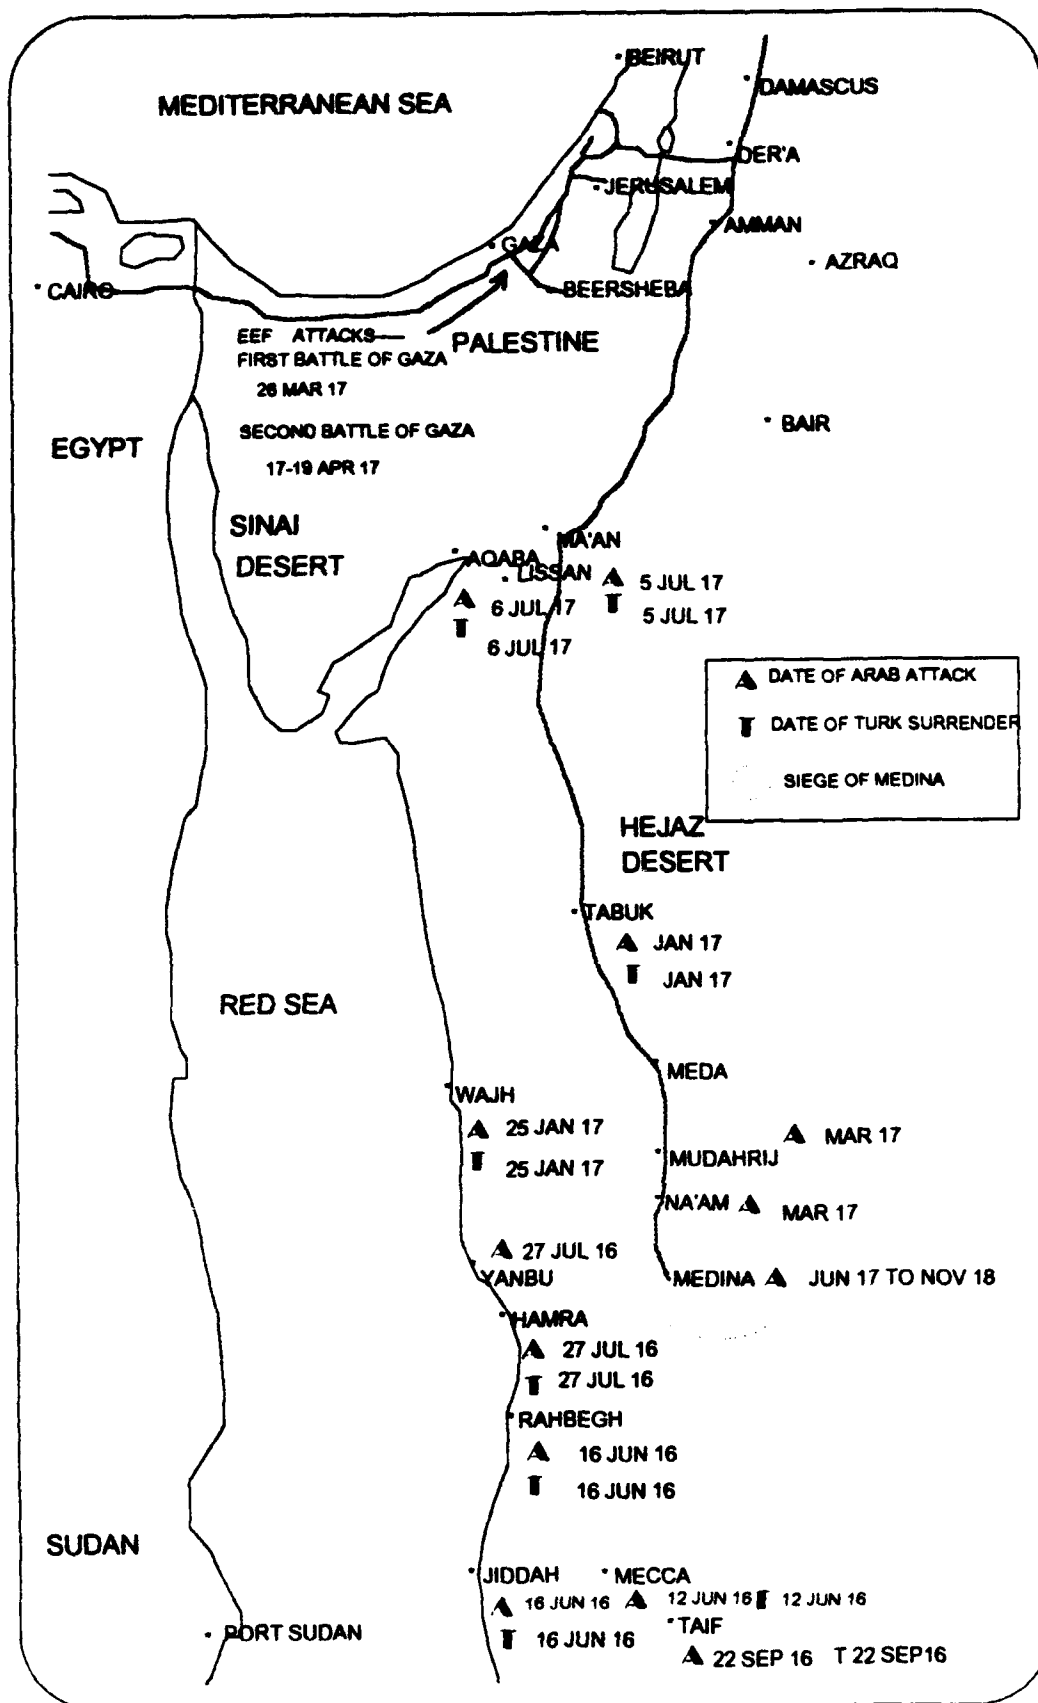 BEIRUT
MEDITERRANEAN SEA
DAMASCUS
DER'A
JERUSALEM
AMMAN
GAZA
AZRAQ
CAIRO
BEERSHEBA
EEF ATTACKS
FIRST BATTLE OF GAZA
PALESTINE
26 MAR 17
BAIR
SECOND BATTLE OF GAZA
EGYPT
17-19 APR 17
SINAI
DESERT
MA'AN
AQABA
LISSAN
A 5 JUL 17
T 5 JUL 17
A 6 JUL 17
T 6 JUL 17
A DATE OF ARAB ATTACK
T DATE OF TURK SURRENDER
SIEGE OF MEDINA
HEJAZ
DESERT
TABUK
A JAN 17
T JAN 17
RED SEA
MEDA
WAJH
A 25 JAN 17
T 25 JAN 17
A MAR 17
MUDAHRIJ
NA'AM A MAR 17
A 27 JUL 16
YANBU
MEDINA A JUN 17 TO NOV 18
HAMRA
A 27 JUL 16
T 27 JUL 16
RAHBEGH
A 16 JUN 16
T 16 JUN 16
SUDAN
JIDDAH
MECCA
A 16 JUN 16
A 12 JUN 16 T 12 JUN 16
TAIF
PORT SUDAN
T 16 JUN 16
A 22 SEP 16 T 22 SEP16